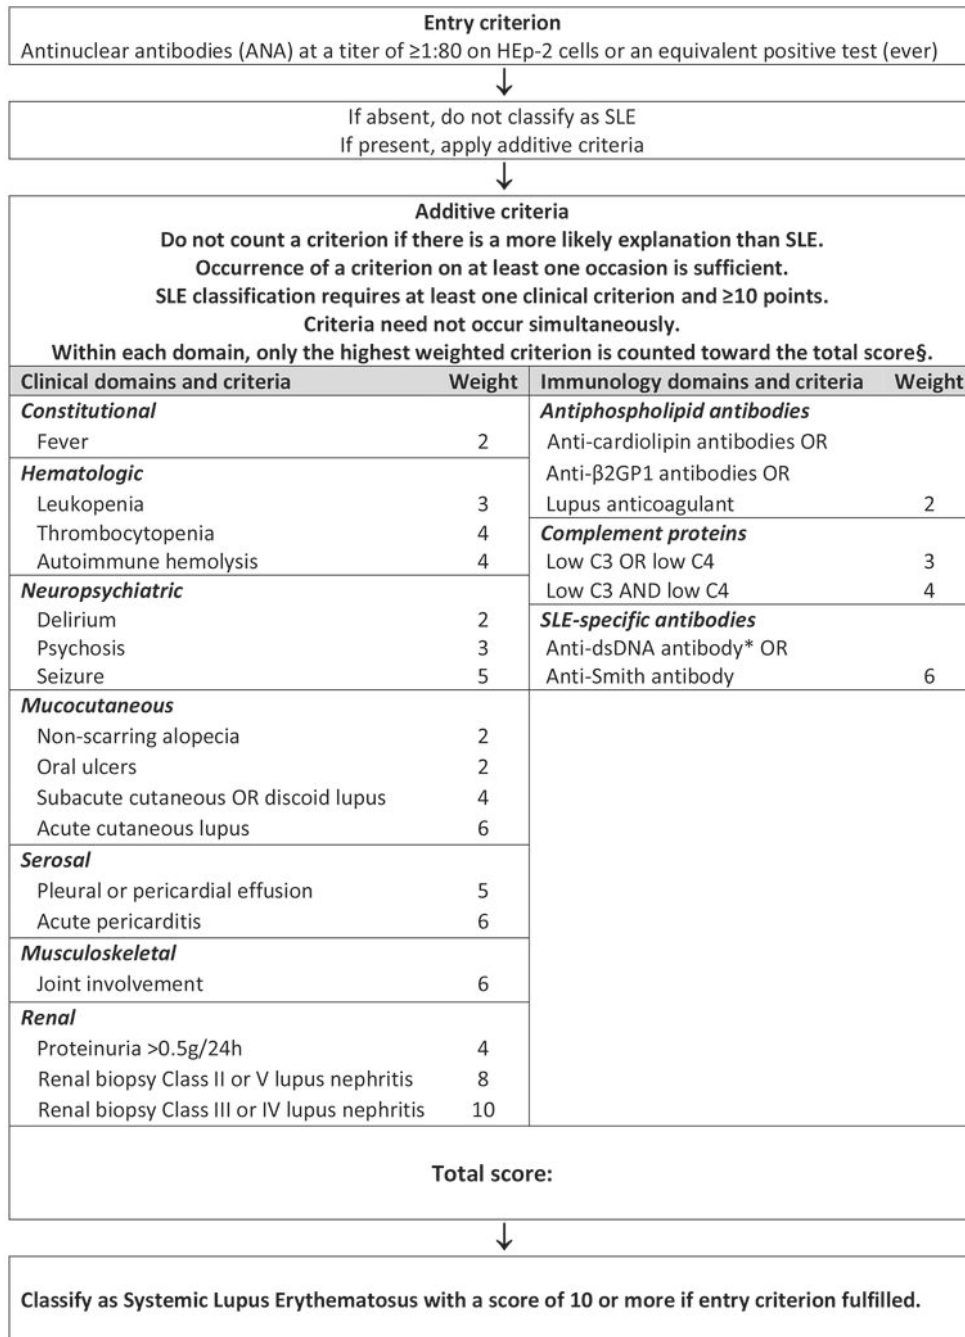 Entry criterion
Antinuclear antibodies (ANA) at a titer of ≥1:80 on HEp-2 cells or an equivalent positive test (ever)
↓
If absent, do not classify as SLE
If present, apply additive criteria
↓
Additive criteria
Do not count a criterion if there is a more likely explanation than SLE.
Occurrence of a criterion on at least one occasion is sufficient.
SLE classification requires at least one clinical criterion and ≥10 points.
Criteria need not occur simultaneously.
Within each domain, only the highest weighted criterion is counted toward the total score§.
Clinical domains and criteria Weight
Constitutional
Fever 2
Hematologic
Leukopenia 3
Thrombocytopenia 4
Autoimmune hemolysis 4
Neuropsychiatric
Delirium 2
Psychosis 3
Seizure 5
Mucocutaneous
Non-scarring alopecia 2
Oral ulcers 2
Subacute cutaneous OR discoid lupus 4
Acute cutaneous lupus 6
Serosal
Pleural or pericardial effusion 5
Acute pericarditis 6
Musculoskeletal
Joint involvement 6
Renal
Proteinuria >0.5g/24h 4
Renal biopsy Class II or V lupus nephritis 8
Renal biopsy Class III or IV lupus nephritis 10
Immunology domains and criteria Weight
Antiphospholipid antibodies
Anti-cardiolipin antibodies OR
Anti-β2GP1 antibodies OR
Lupus anticoagulant 2
Complement proteins
Low C3 OR low C4 3
Low C3 AND low C4 4
SLE-specific antibodies
Anti-dsDNA antibody* OR
Anti-Smith antibody 6
Total score:
↓
Classify as Systemic Lupus Erythematosus with a score of 10 or more if entry criterion fulfilled.